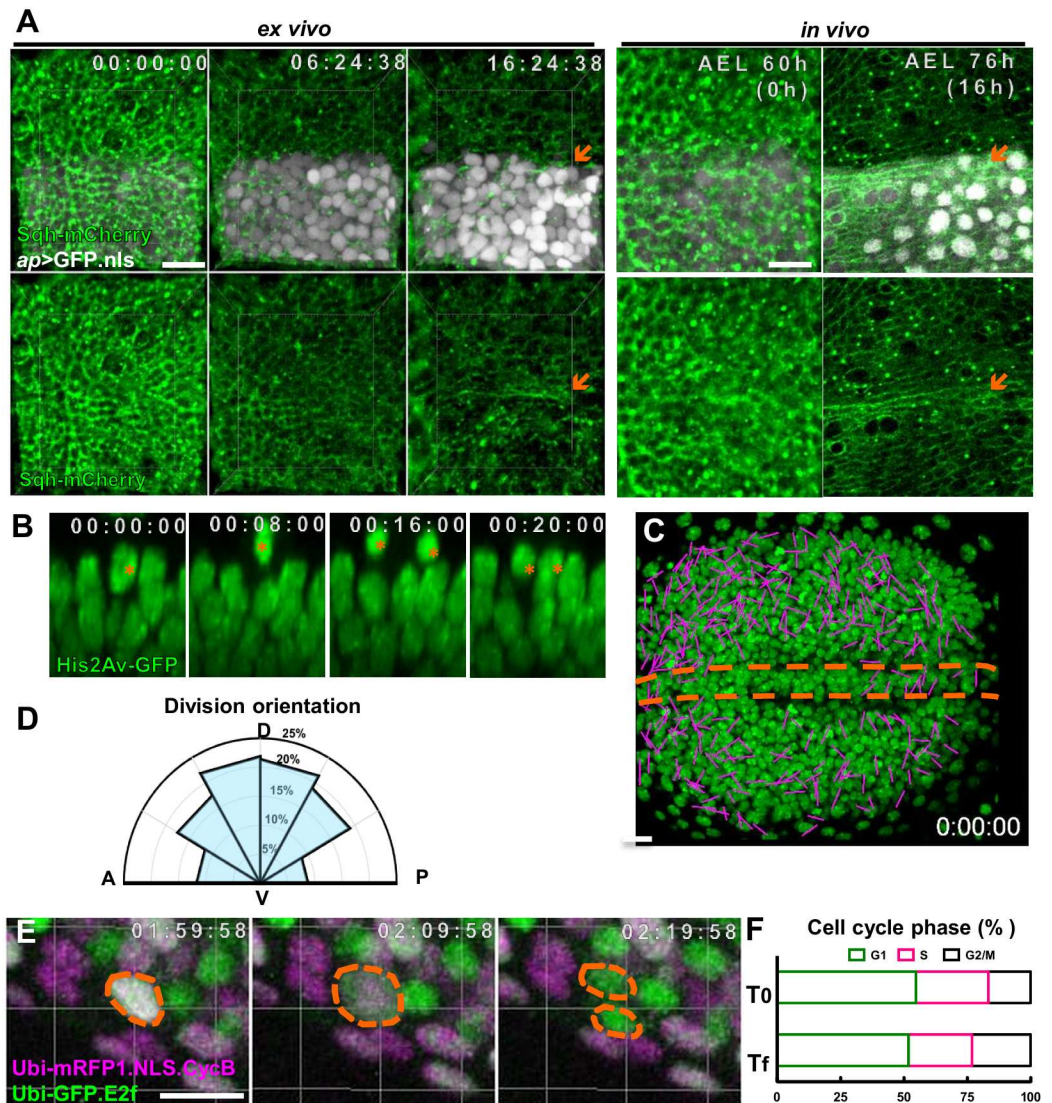 A
ex vivo
in vivo
00:00:00
06:24:38
16:24:38
AEL 60h
(0h)
AEL 76h
(16h)
Sqh-mCherry
ap>GFP.nls
Sqh-mCherry
B
00:00:00
00:08:00
00:16:00
00:20:00
* * * * * *
His2Av-GFP
C
0:00:00
D
Division orientation
D
25%
20%
15%
10%
5%
A
P
V
E
01:59:58
02:09:58
02:19:58
Ubi-mRFP1.NLS.CycB
Ubi-GFP.E2f
F
Cell cycle phase (% )
G1 S G2/M
T0
Tf
0 25 50 75 100